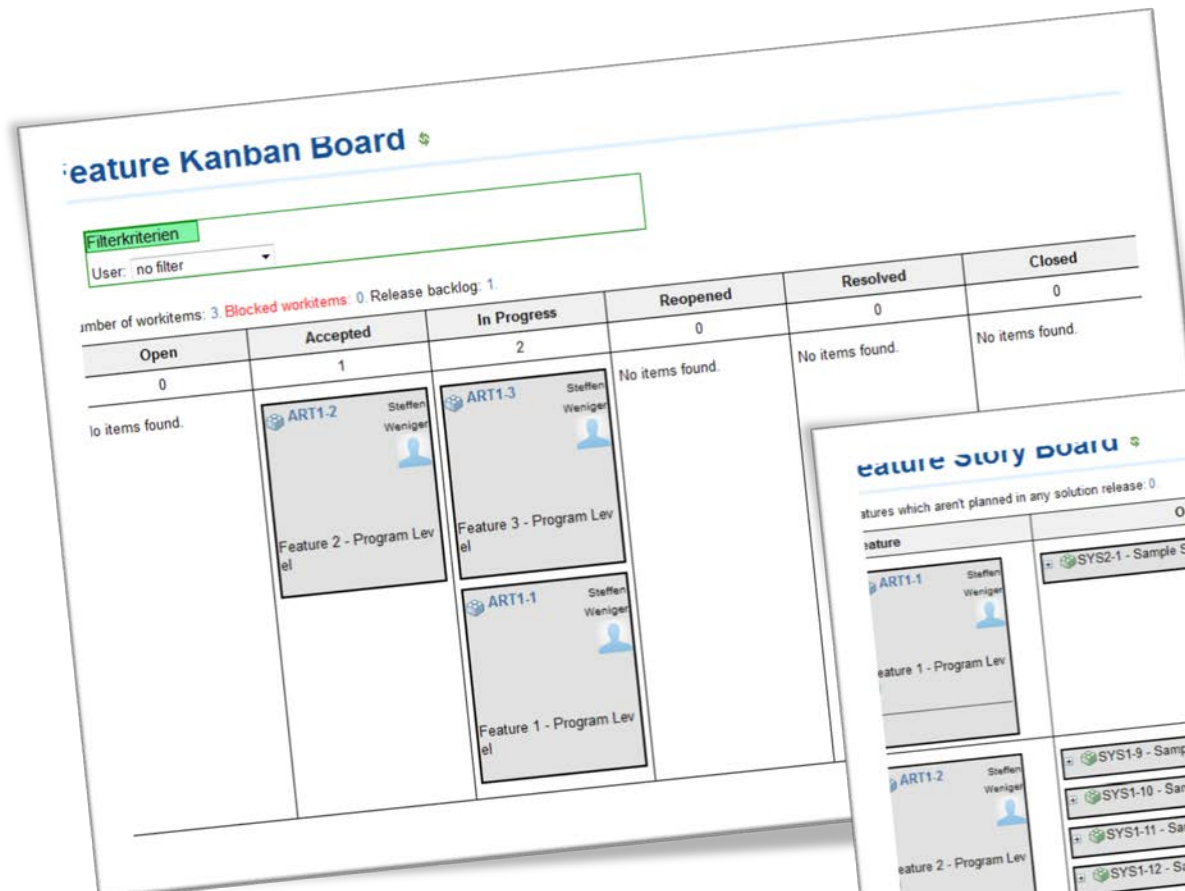 eature Kanban Board
Filterkriterien
User: no filter
umber of workitems: 3. Blocked workitems: 0. Release backlog: 1.
Open Accepted In Progress Reopened Resolved Closed
0 1 2 0 0 0
lo items found. No items found. No items found. No items found.
ART1-2 Steffen
Weniger
Feature 2 - Program Lev
el
ART1-3 Steffen
Weniger
Feature 3 - Program Lev
el
ART1-1 Steffen
Weniger
Feature 1 - Program Lev
el
eature Story Board
atures which aren't planned in any solution release: 0.
eature O
ART1-1 Steffen
Weniger
eature 1 - Program Lev
SYS2-1 - Sample S
ART1-2 Steffen
Weniger
eature 2 - Program Lev
SYS1-9 - Samp
SYS1-10 - Sam
SYS1-11 - Sa
SYS1-12 - Sa